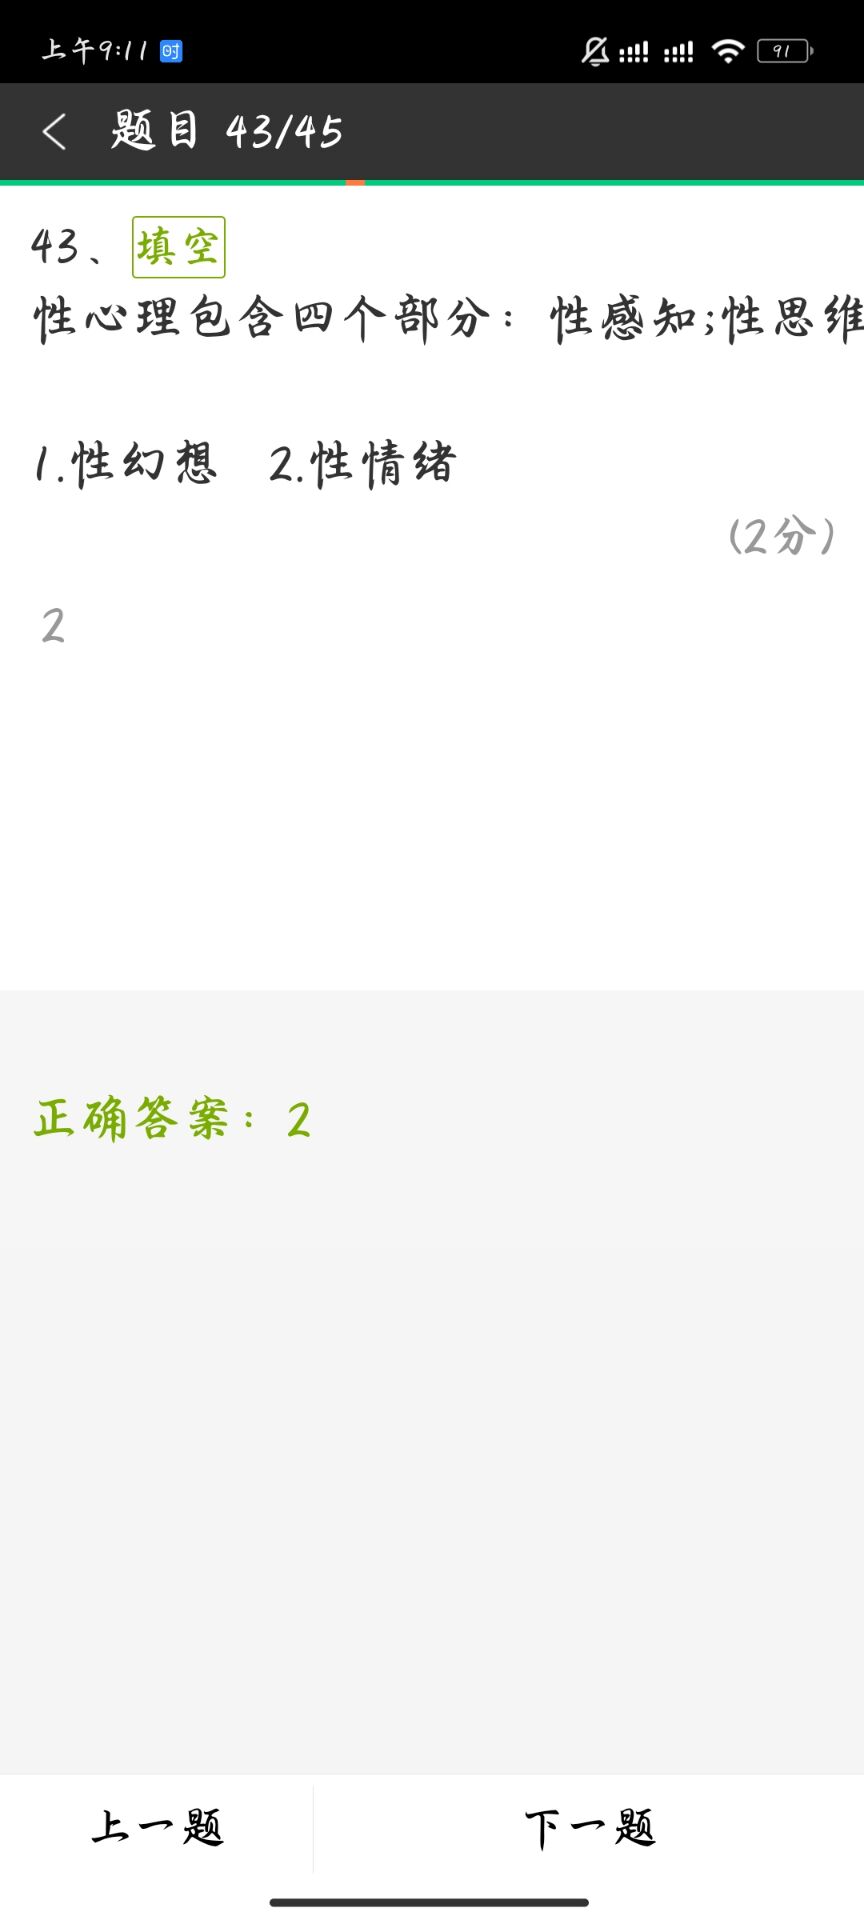 上午9:11 时
91
题目 43/45
43、填空
性心理包含四个部分：性感知;性思维
1.性幻想 2.性情绪
(2分)
2
正确答案：2
上一题 下一题